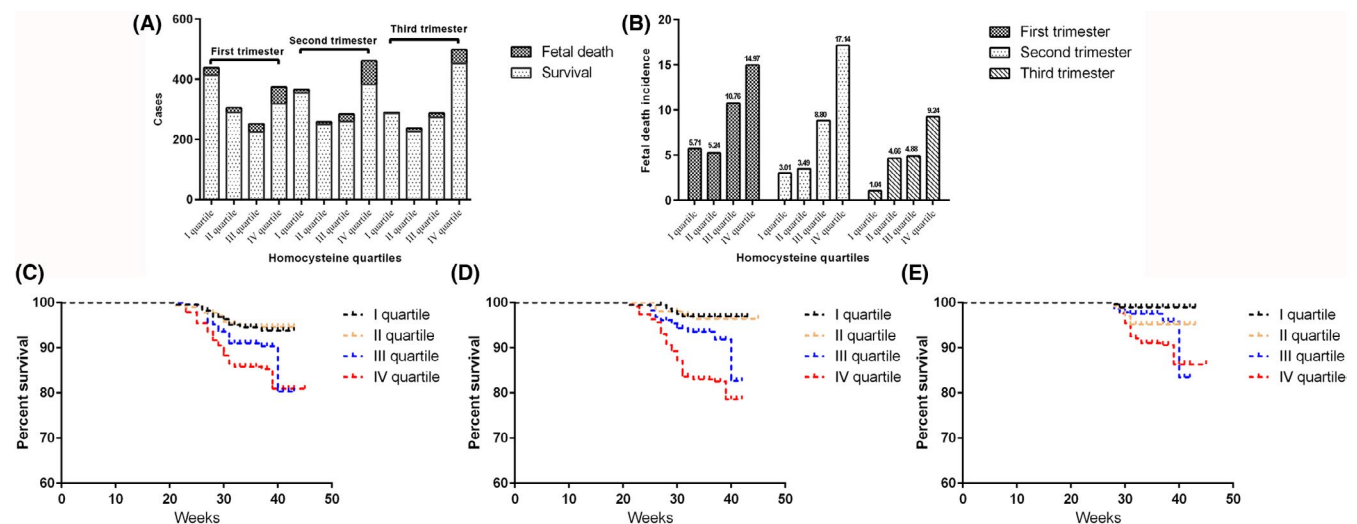 (A)
600
400
200
0
Cases
First trimester
Second trimester
Third trimester
Fetal death
Survival
I quartile
II quartile
III quartile
IV quartile
I quartile
II quartile
III quartile
IV quartile
I quartile
II quartile
III quartile
IV quartile
Homocysteine quartiles
(B)
20
15
10
5
0
Fetal death incidence
5.71
5.24
10.76
14.97
3.01
3.49
8.80
17.14
1.04
4.66
4.88
9.24
First trimester
Second trimester
Third trimester
I quartile
II quartile
III quartile
IV quartile
I quartile
II quartile
III quartile
IV quartile
I quartile
II quartile
III quartile
IV quartile
Homocysteine quartiles
(C)
100
90
80
70
60
Percent survival
0 10 20 30 40 50
Weeks
I quartile
II quartile
III quartile
IV quartile
(D)
100
90
80
70
60
Percent survival
0 10 20 30 40 50
Weeks
I quartile
II quartile
III quartile
IV quartile
(E)
100
90
80
70
60
Percent survival
0 10 20 30 40 50
Weeks
I quartile
II quartile
III quartile
IV quartile